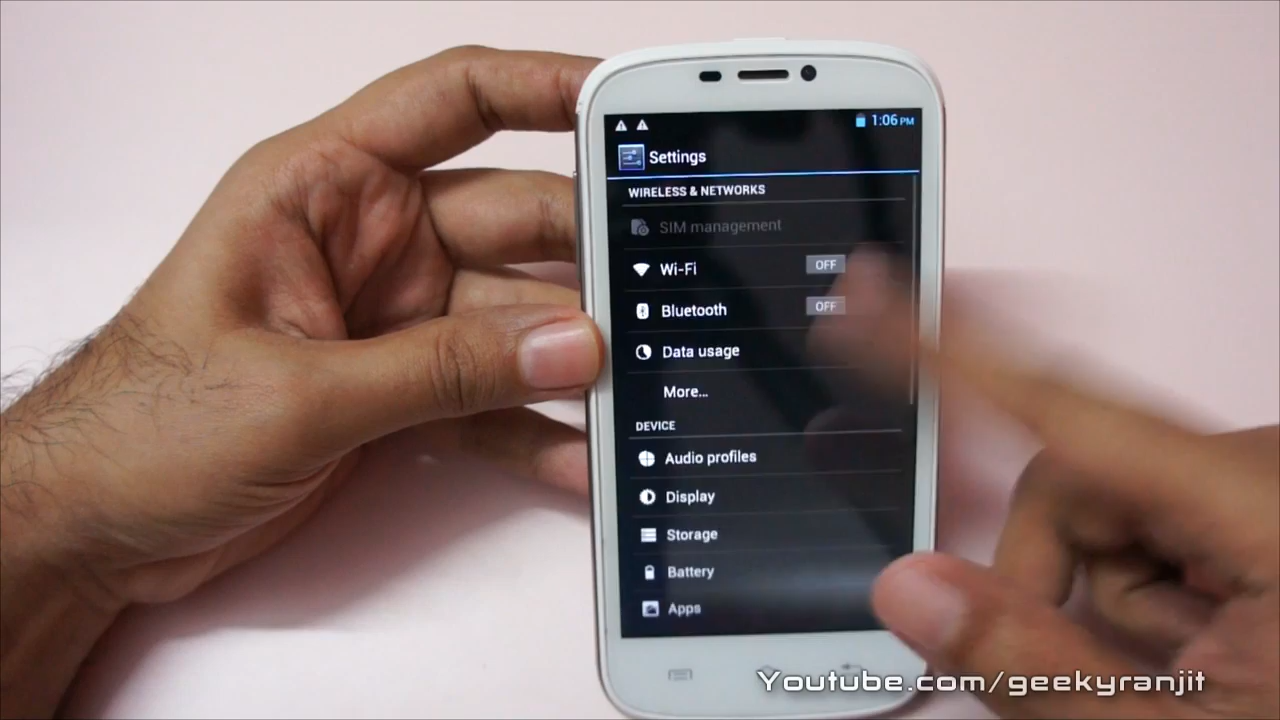 1:06 PM
Settings
WIRELESS & NETWORKS
SIM management
Wi-Fi OFF
Bluetooth OFF
Data usage
More...
DEVICE
Audio profiles
Display
Storage
Battery
Apps
Youtube.com/geekyranjit